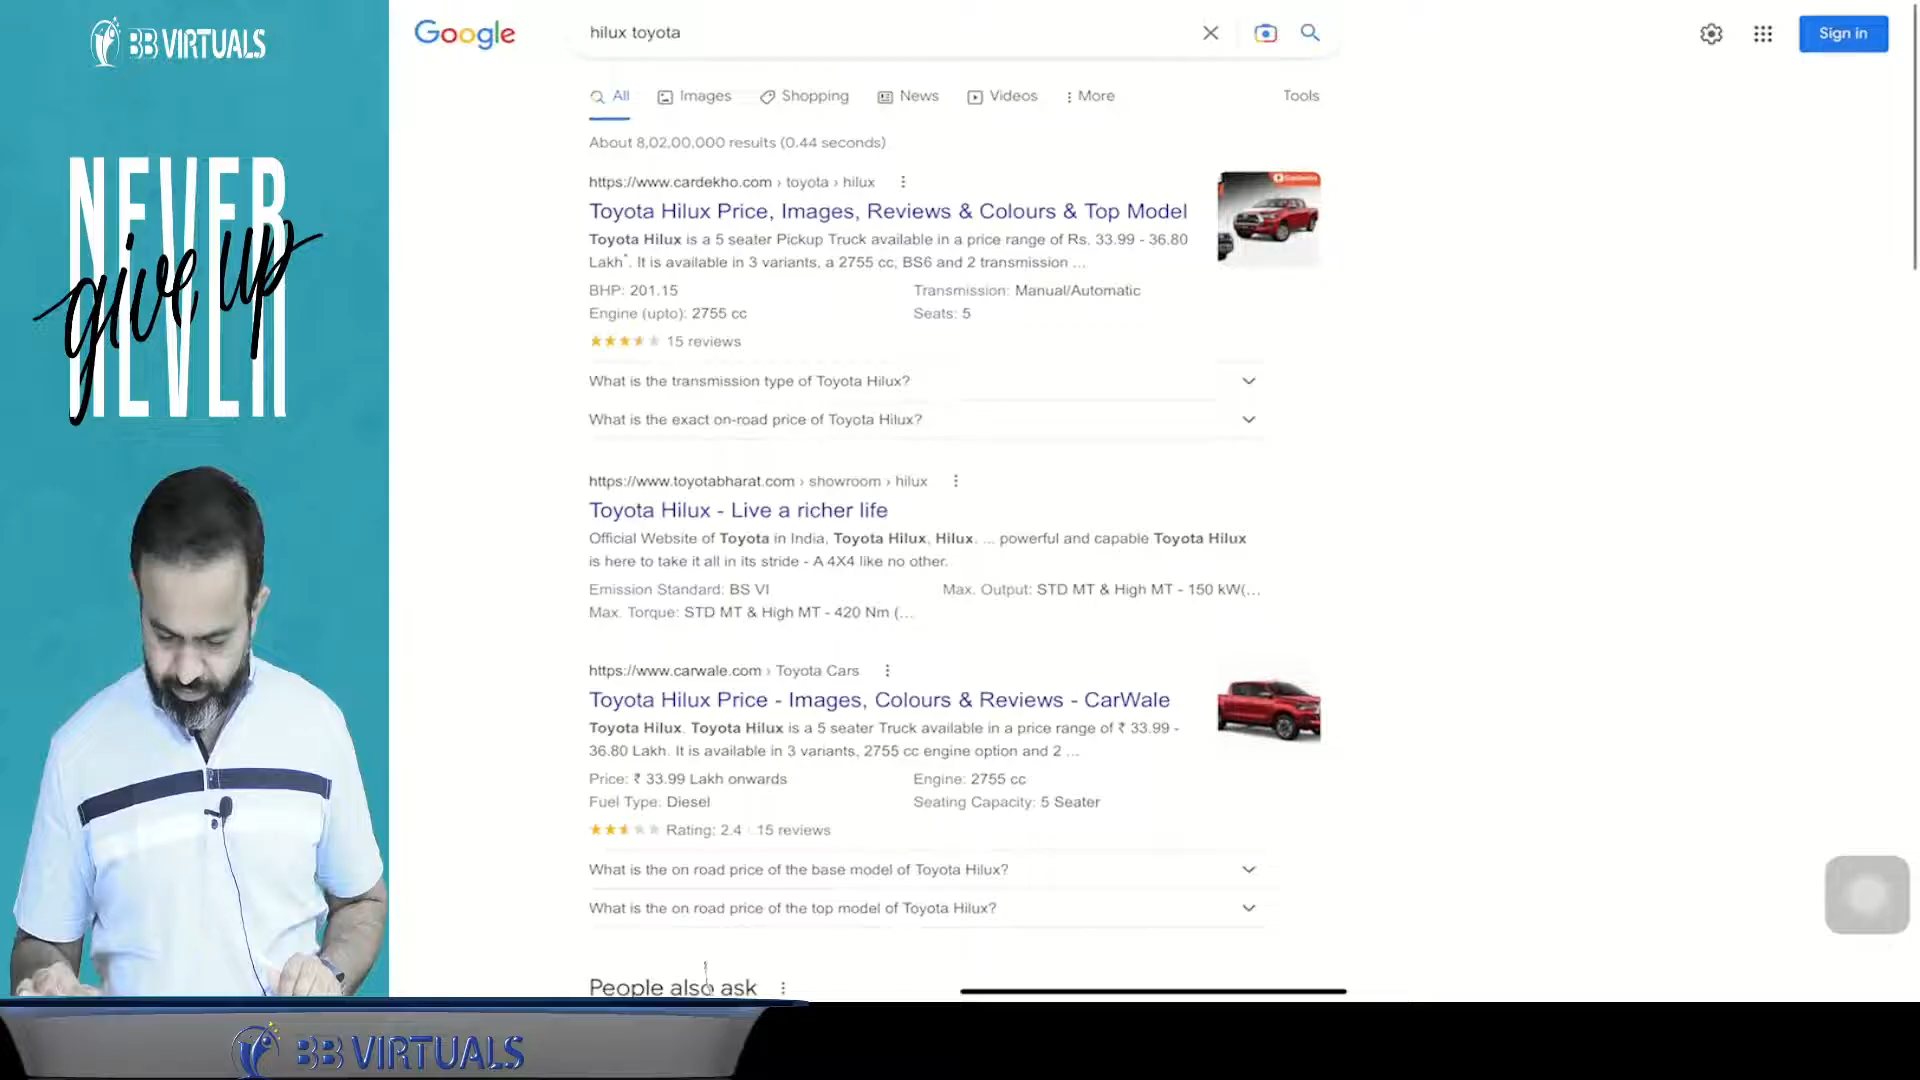 BB VIRTUALS
NEVER
give up
NEVER
Google
hilux toyota
Sign in
All
Images
Shopping
News
Videos
More
Tools
About 8,02,00,000 results (0.44 seconds)
https://www.cardekho.com › toyota › hilux
Toyota Hilux Price, Images, Reviews & Colours & Top Model
Toyota Hilux is a 5 seater Pickup Truck available in a price range of Rs. 33.99 - 36.80
Lakh*. It is available in 3 variants, a 2755 cc, BS6 and 2 transmission ...
BHP: 201.15
Transmission: Manual/Automatic
Engine (upto): 2755 cc
Seats: 5
15 reviews
What is the transmission type of Toyota Hilux?
What is the exact on-road price of Toyota Hilux?
https://www.toyotabharat.com › showroom › hilux
Toyota Hilux - Live a richer life
Official Website of Toyota in India, Toyota Hilux, Hilux. ... powerful and capable Toyota Hilux
is here to take it all in its stride - A 4X4 like no other.
Emission Standard: BS VI
Max. Output: STD MT & High MT - 150 kW(...
Max. Torque: STD MT & High MT - 420 Nm (...
https://www.carwale.com › Toyota Cars
Toyota Hilux Price - Images, Colours & Reviews - CarWale
Toyota Hilux. Toyota Hilux is a 5 seater Truck available in a price range of ₹ 33.99 -
36.80 Lakh. It is available in 3 variants, 2755 cc engine option and 2 ...
Price: ₹ 33.99 Lakh onwards
Engine: 2755 cc
Fuel Type: Diesel
Seating Capacity: 5 Seater
Rating: 2.4 · 15 reviews
What is the on road price of the base model of Toyota Hilux?
What is the on road price of the top model of Toyota Hilux?
People also ask
BB VIRTUALS